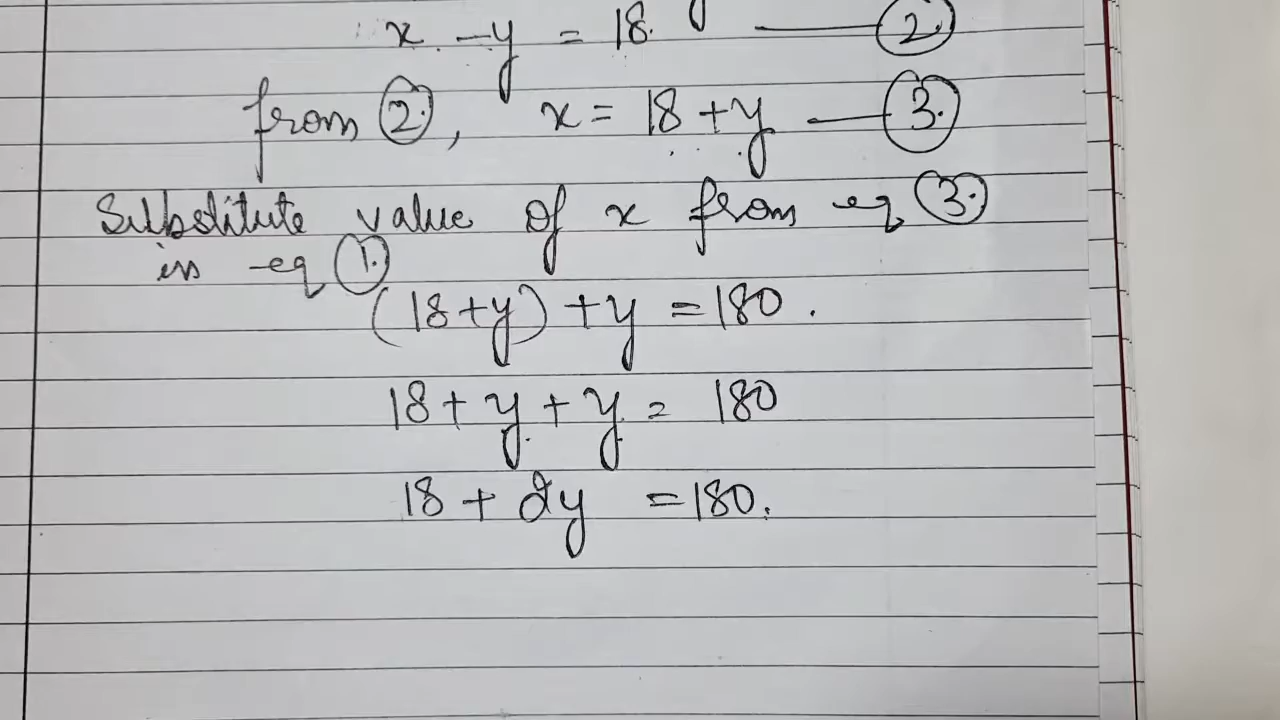 x - y = 18. — ②.
from ②., x = 18 + y — ③.
Substitute value of x from eq ③.
in eq ①.
(18+y) + y = 180.
18 + y + y = 180
18 + 2y = 180.